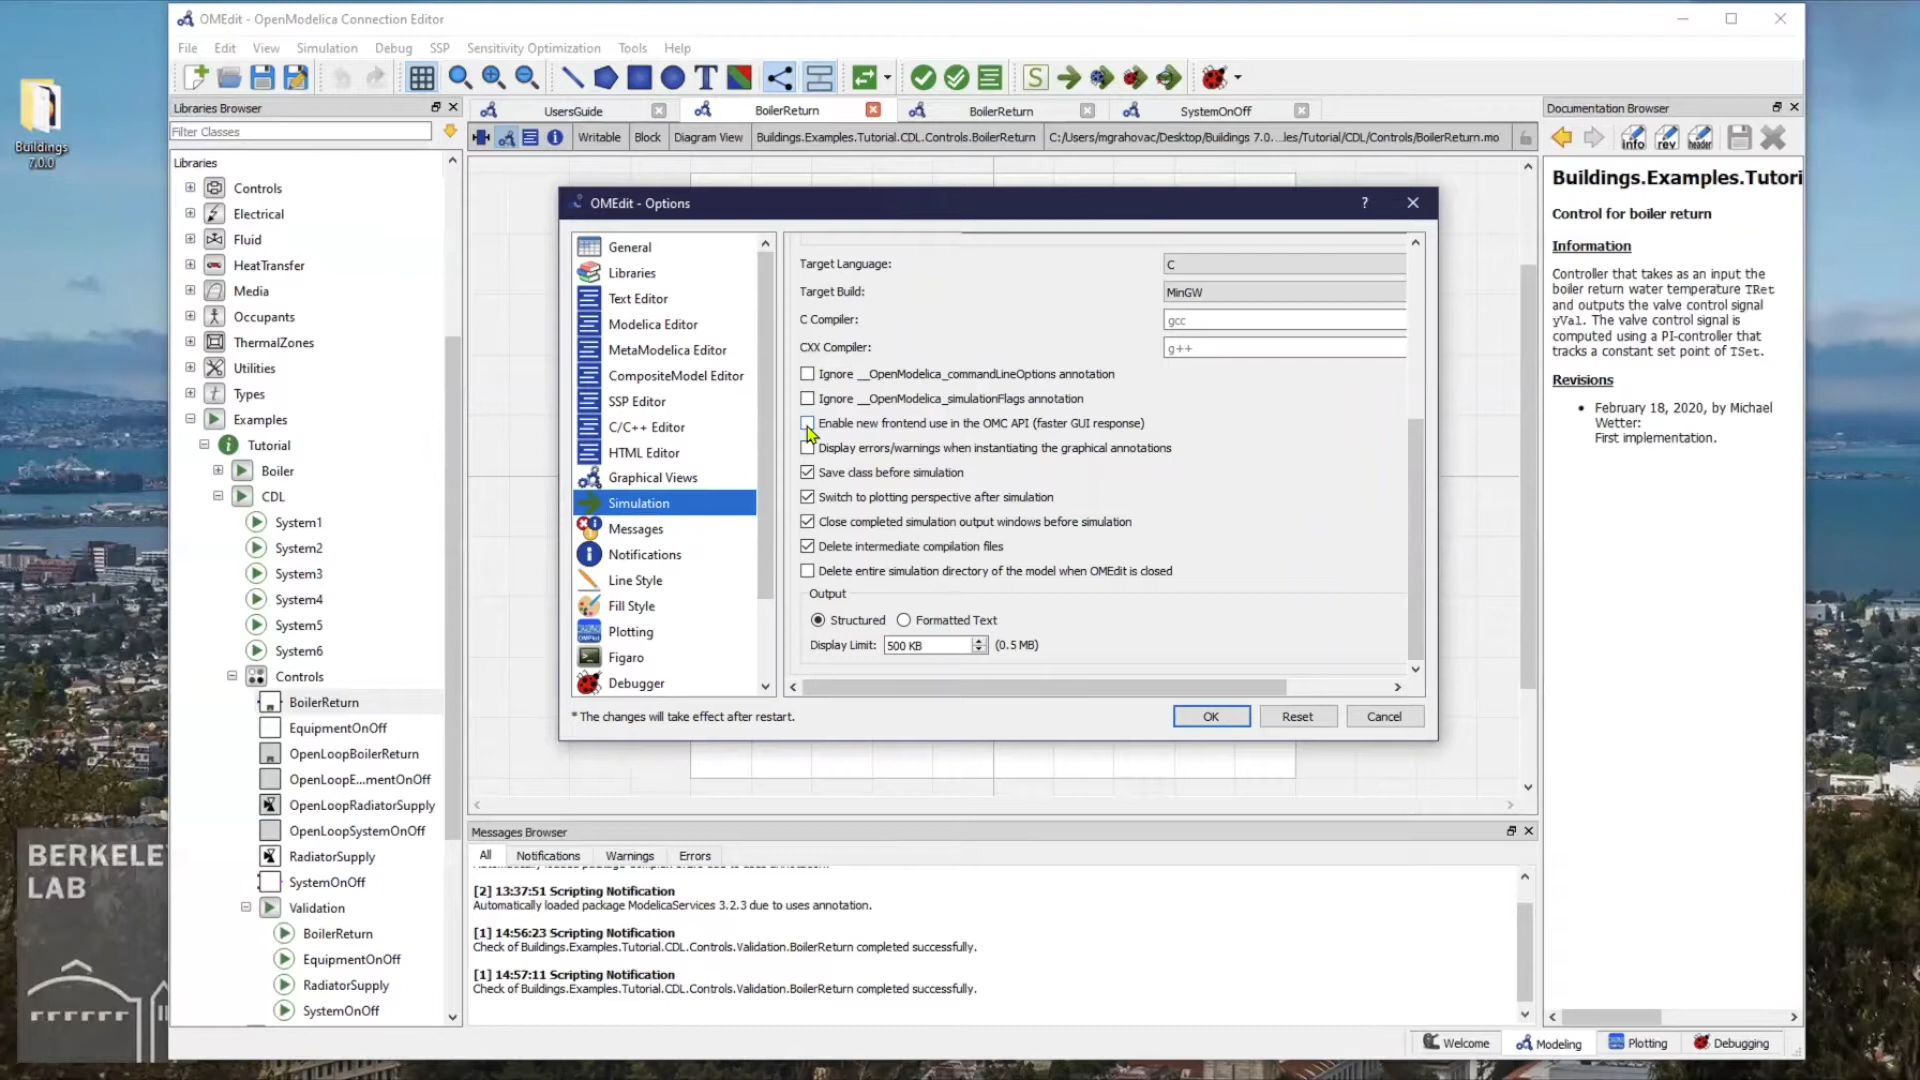 OMEdit - OpenModelica Connection Editor
File Edit View Simulation Debug SSP Sensitivity Optimization Tools Help
Buildings
7.0.0
Libraries Browser
Filter Classes
Libraries
Controls
Electrical
Fluid
HeatTransfer
Media
Occupants
ThermalZones
Utilities
Types
Examples
Tutorial
Boiler
CDL
System1
System2
System3
System4
System5
System6
Controls
BoilerReturn
EquipmentOnOff
OpenLoopBoilerReturn
OpenLoopE...mentOnOff
OpenLoopRadiatorSupply
OpenLoopSystemOnOff
RadiatorSupply
SystemOnOff
Validation
BoilerReturn
EquipmentOnOff
RadiatorSupply
SystemOnOff
BERKELE
LAB
UsersGuide BoilerReturn BoilerReturn SystemOnOff
Writable Block Diagram View Buildings.Examples.Tutorial.CDL.Controls.BoilerReturn C:/Users/mgrahovac/Desktop/Buildings 7.0. ...les/Tutorial/CDL/Controls/BoilerReturn.mo
OMEdit - Options
?
General
Libraries
Text Editor
Modelica Editor
MetaModelica Editor
CompositeModel Editor
SSP Editor
C/C++ Editor
HTML Editor
Graphical Views
Simulation
Messages
Notifications
Line Style
Fill Style
Plotting
Figaro
Debugger
Target Language: C
Target Build: MinGW
C Compiler: gcc
CXX Compiler: g++
Ignore __OpenModelica_commandLineOptions annotation
Ignore __OpenModelica_simulationFlags annotation
Enable new frontend use in the OMC API (faster GUI response)
Display errors/warnings when instantiating the graphical annotations
Save class before simulation
Switch to plotting perspective after simulation
Close completed simulation output windows before simulation
Delete intermediate compilation files
Delete entire simulation directory of the model when OMEdit is closed
Output
Structured Formatted Text
Display Limit: 500 KB (0.5 MB)
* The changes will take effect after restart.
OK Reset Cancel
Messages Browser
All Notifications Warnings Errors
[2] 13:37:51 Scripting Notification
Automatically loaded package ModelicaServices 3.2.3 due to uses annotation.
[1] 14:56:23 Scripting Notification
Check of Buildings.Examples.Tutorial.CDL.Controls.Validation.BoilerReturn completed successfully.
[1] 14:57:11 Scripting Notification
Check of Buildings.Examples.Tutorial.CDL.Controls.Validation.BoilerReturn completed successfully.
Documentation Browser
info rev header
Buildings.Examples.Tutori
Control for boiler return
Information
Controller that takes as an input the
boiler return water temperature TRet
and outputs the valve control signal
yVal. The valve control signal is
computed using a PI-controller that
tracks a constant set point of TSet.
Revisions
• February 18, 2020, by Michael
Wetter:
First implementation.
Welcome Modeling Plotting Debugging